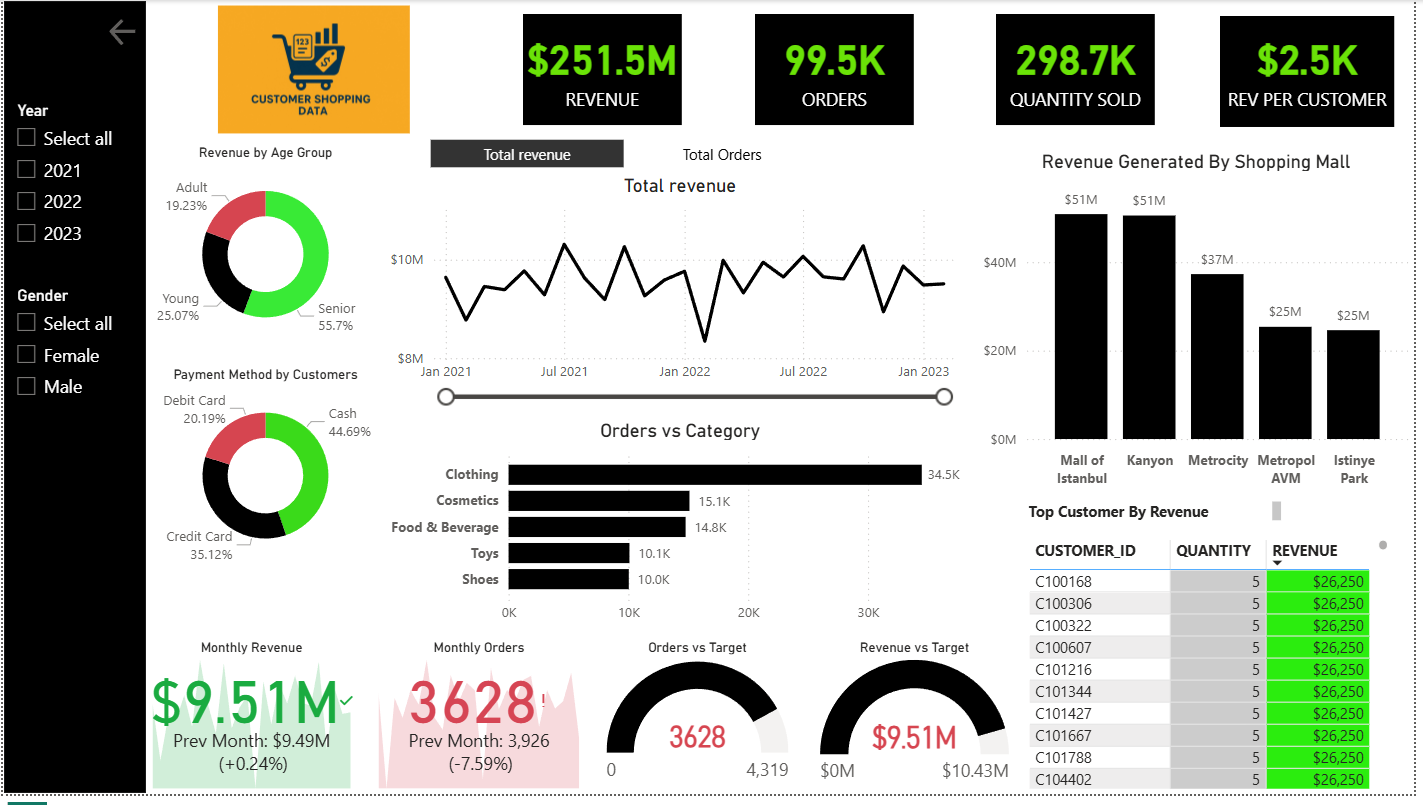 Year
Select all
2021
2022
2023
Gender
Select all
Female
Male
123
$
CUSTOMER SHOPPING
DATA
$251.5M
REVENUE
99.5K
ORDERS
298.7K
QUANTITY SOLD
$2.5K
REV PER CUSTOMER
Revenue by Age Group
Adult
19.23%
Young
25.07%
Senior
55.7%
Payment Method by Customers
Debit Card
20.19%
Cash
44.69%
Credit Card
35.12%
Total revenue
Total Orders
Total revenue
$10M
$8M
Jan 2021
Jul 2021
Jan 2022
Jul 2022
Jan 2023
Orders vs Category
Clothing
34.5K
Cosmetics
15.1K
Food & Beverage
14.8K
Toys
10.1K
Shoes
10.0K
0K
10K
20K
30K
Revenue Generated By Shopping Mall
$51M
$51M
$37M
$25M
$25M
$40M
$20M
$0M
Mall of
Istanbul
Kanyon
Metrocity
Metropol
AVM
Istinye
Park
Top Customer By Revenue
CUSTOMER_ID QUANTITY REVENUE
C100168 5 $26,250
C100306 5 $26,250
C100322 5 $26,250
C100607 5 $26,250
C101216 5 $26,250
C101344 5 $26,250
C101427 5 $26,250
C101667 5 $26,250
C101788 5 $26,250
C104402 5 $26,250
Monthly Revenue
$9.51M
Prev Month: $9.49M
(+0.24%)
Monthly Orders
3628!
Prev Month: 3,926
(-7.59%)
Orders vs Target
3628
0
4,319
Revenue vs Target
$9.51M
$0M
$10.43M